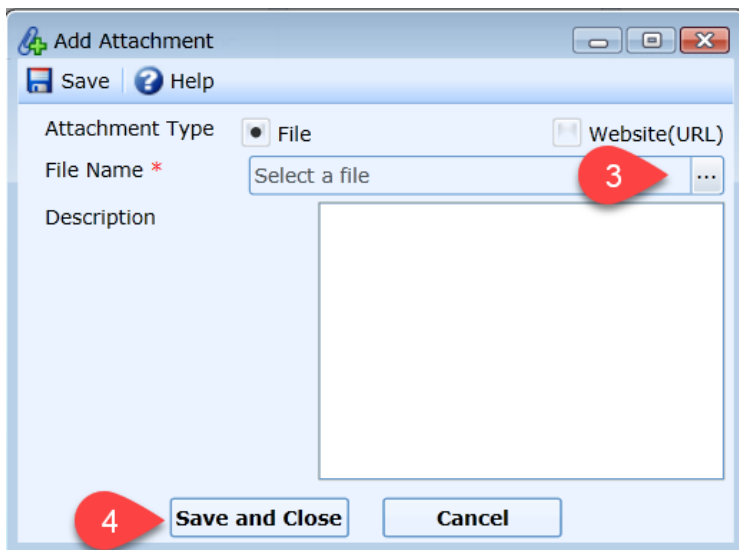 Add Attachment
Save Help
Attachment Type File Website(URL)
File Name * Select a file 3 ...
Description
4 Save and Close Cancel